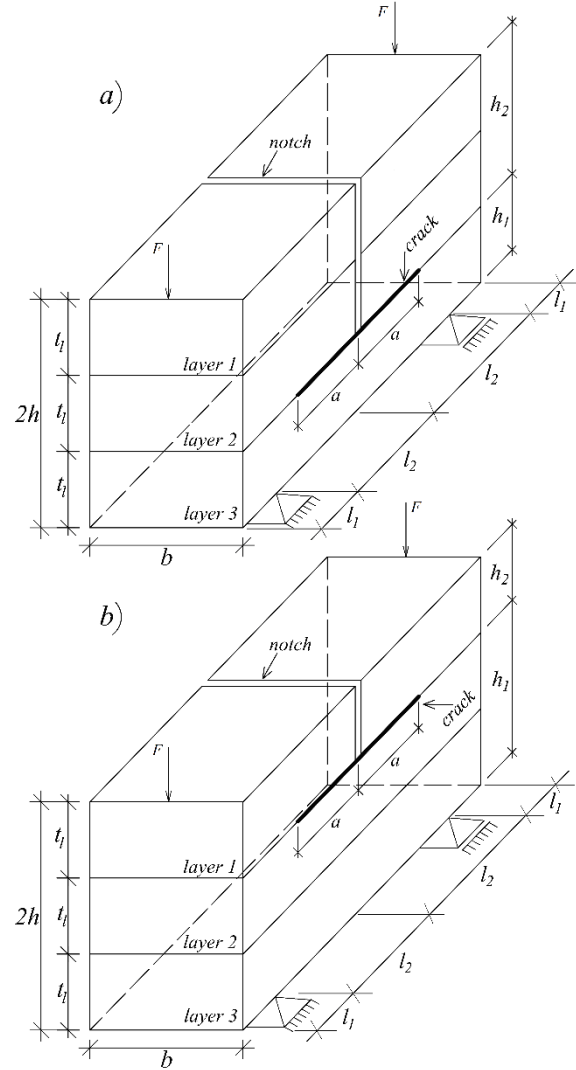 F
a)
h₂
notch
F
crack
h₁
l₁
tₗ
a
layer 1
l₂
2h
tₗ
a
layer 2
l₂
tₗ
layer 3
l₁
b
F
h₂
b)
notch
crack
h₁
F
a
l₁
tₗ
a
layer 1
l₂
2h
tₗ
layer 2
l₂
tₗ
layer 3
l₁
b